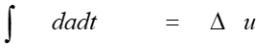 ∫ dadt = Δ u